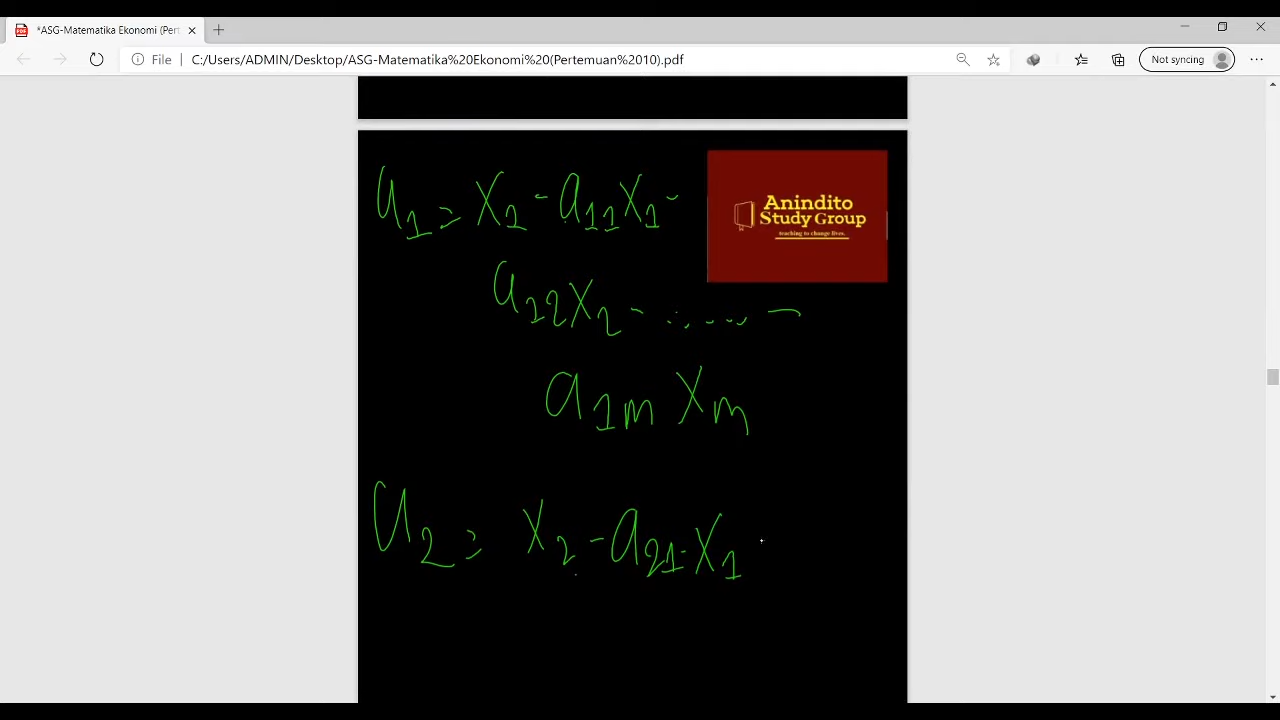 *ASG-Matematika Ekonomi (Pert
File
C:/Users/ADMIN/Desktop/ASG-Matematika%20Ekonomi%20(Pertemuan%2010).pdf
Not syncing
U₁ = X₁ - a₁₁X₁ -
Anindito
Study Group
teaching to change lives.
a₁₂X₂ - ...... -
a₁m Xm
U₂ = X₂ - a₂₁.X₁